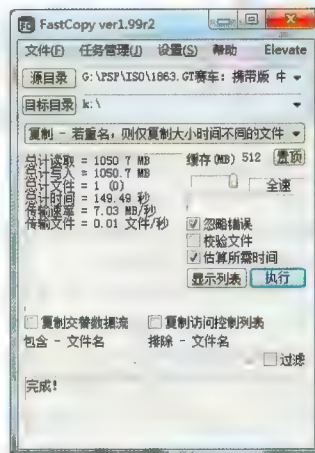 FastCopy ver1.99r2
文件(F) 任务管理(J) 设置(S) 帮助 Elevate
源目录 G:\PSP\ISO\1863.GT赛车：携带版 中
目标目录 k:\
复制 - 若重名，则仅复制大小时间不同的文件
总计读取 = 1050.7 MB
总计写入 = 1050.7 MB
总计文件 = 1 (0)
总计时间 = 149.49 秒
传输速率 = 7.03 MB/秒
传输文件 = 0.01 文件/秒
缓存(MB) 512 置顶
全速
忽略错误
校验文件
估算所需时间
显示列表 执行
复制交替数据流 复制访问控制列表
包含 - 文件名 排除 - 文件名
过滤
完成!